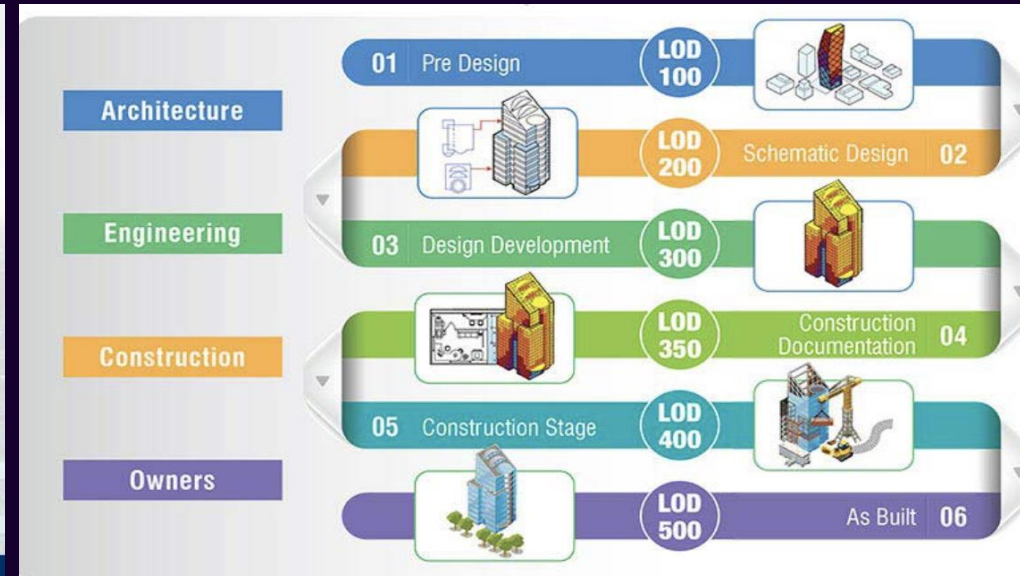 Architecture
Engineering
Construction
Owners
01 Pre Design
LOD
100
LOD
200
Schematic Design 02
03 Design Development
LOD
300
LOD
350
Construction
Documentation 04
05 Construction Stage
LOD
400
LOD
500
As Built 06